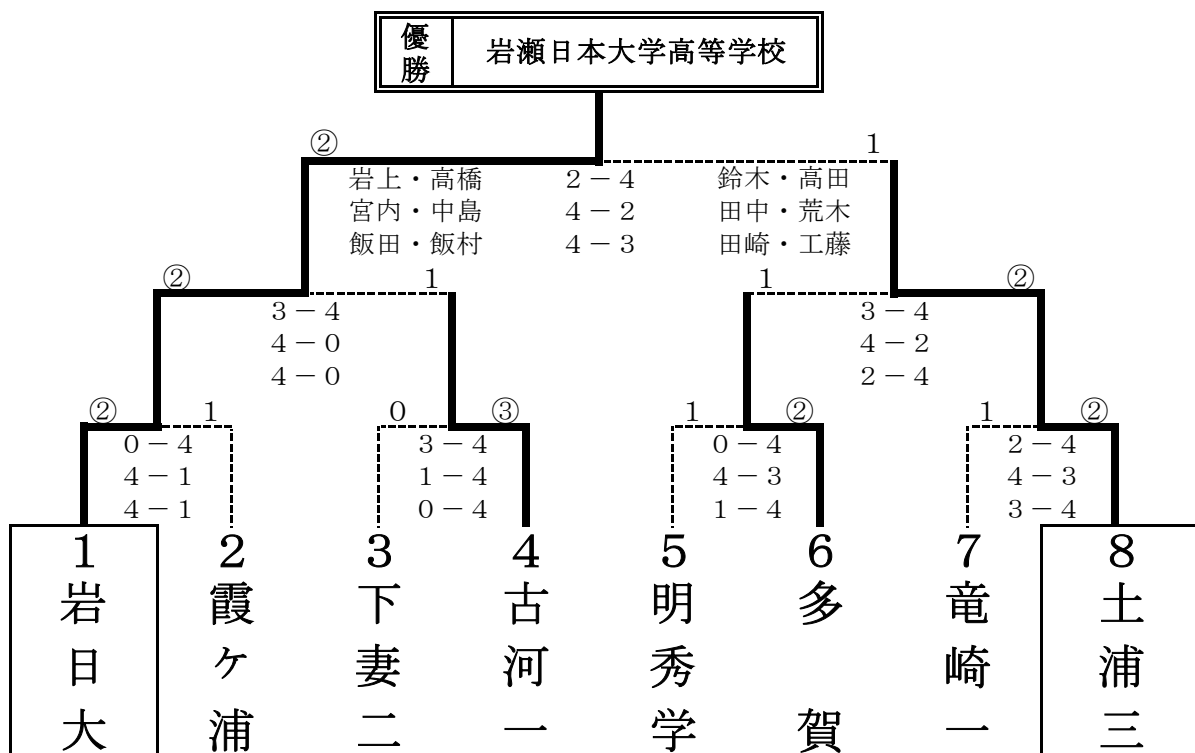 優勝
岩瀬日本大学高等学校
② 1
岩上・高橋 2－4 鈴木・高田
宮内・中島 4－2 田中・荒木
飯田・飯村 4－3 田崎・工藤
② 1 1 ②
3－4 3－4
4－0 4－2
4－0 2－4
② 1 0 ③ 1 ② 1 ②
0－4 3－4 0－4 2－4
4－1 1－4 4－3 4－3
4－1 0－4 1－4 3－4
1 2 3 4 5 6 7 8
岩日大
霞ケ浦
下妻二
古河一
明秀学
多賀
竜崎一
土浦三